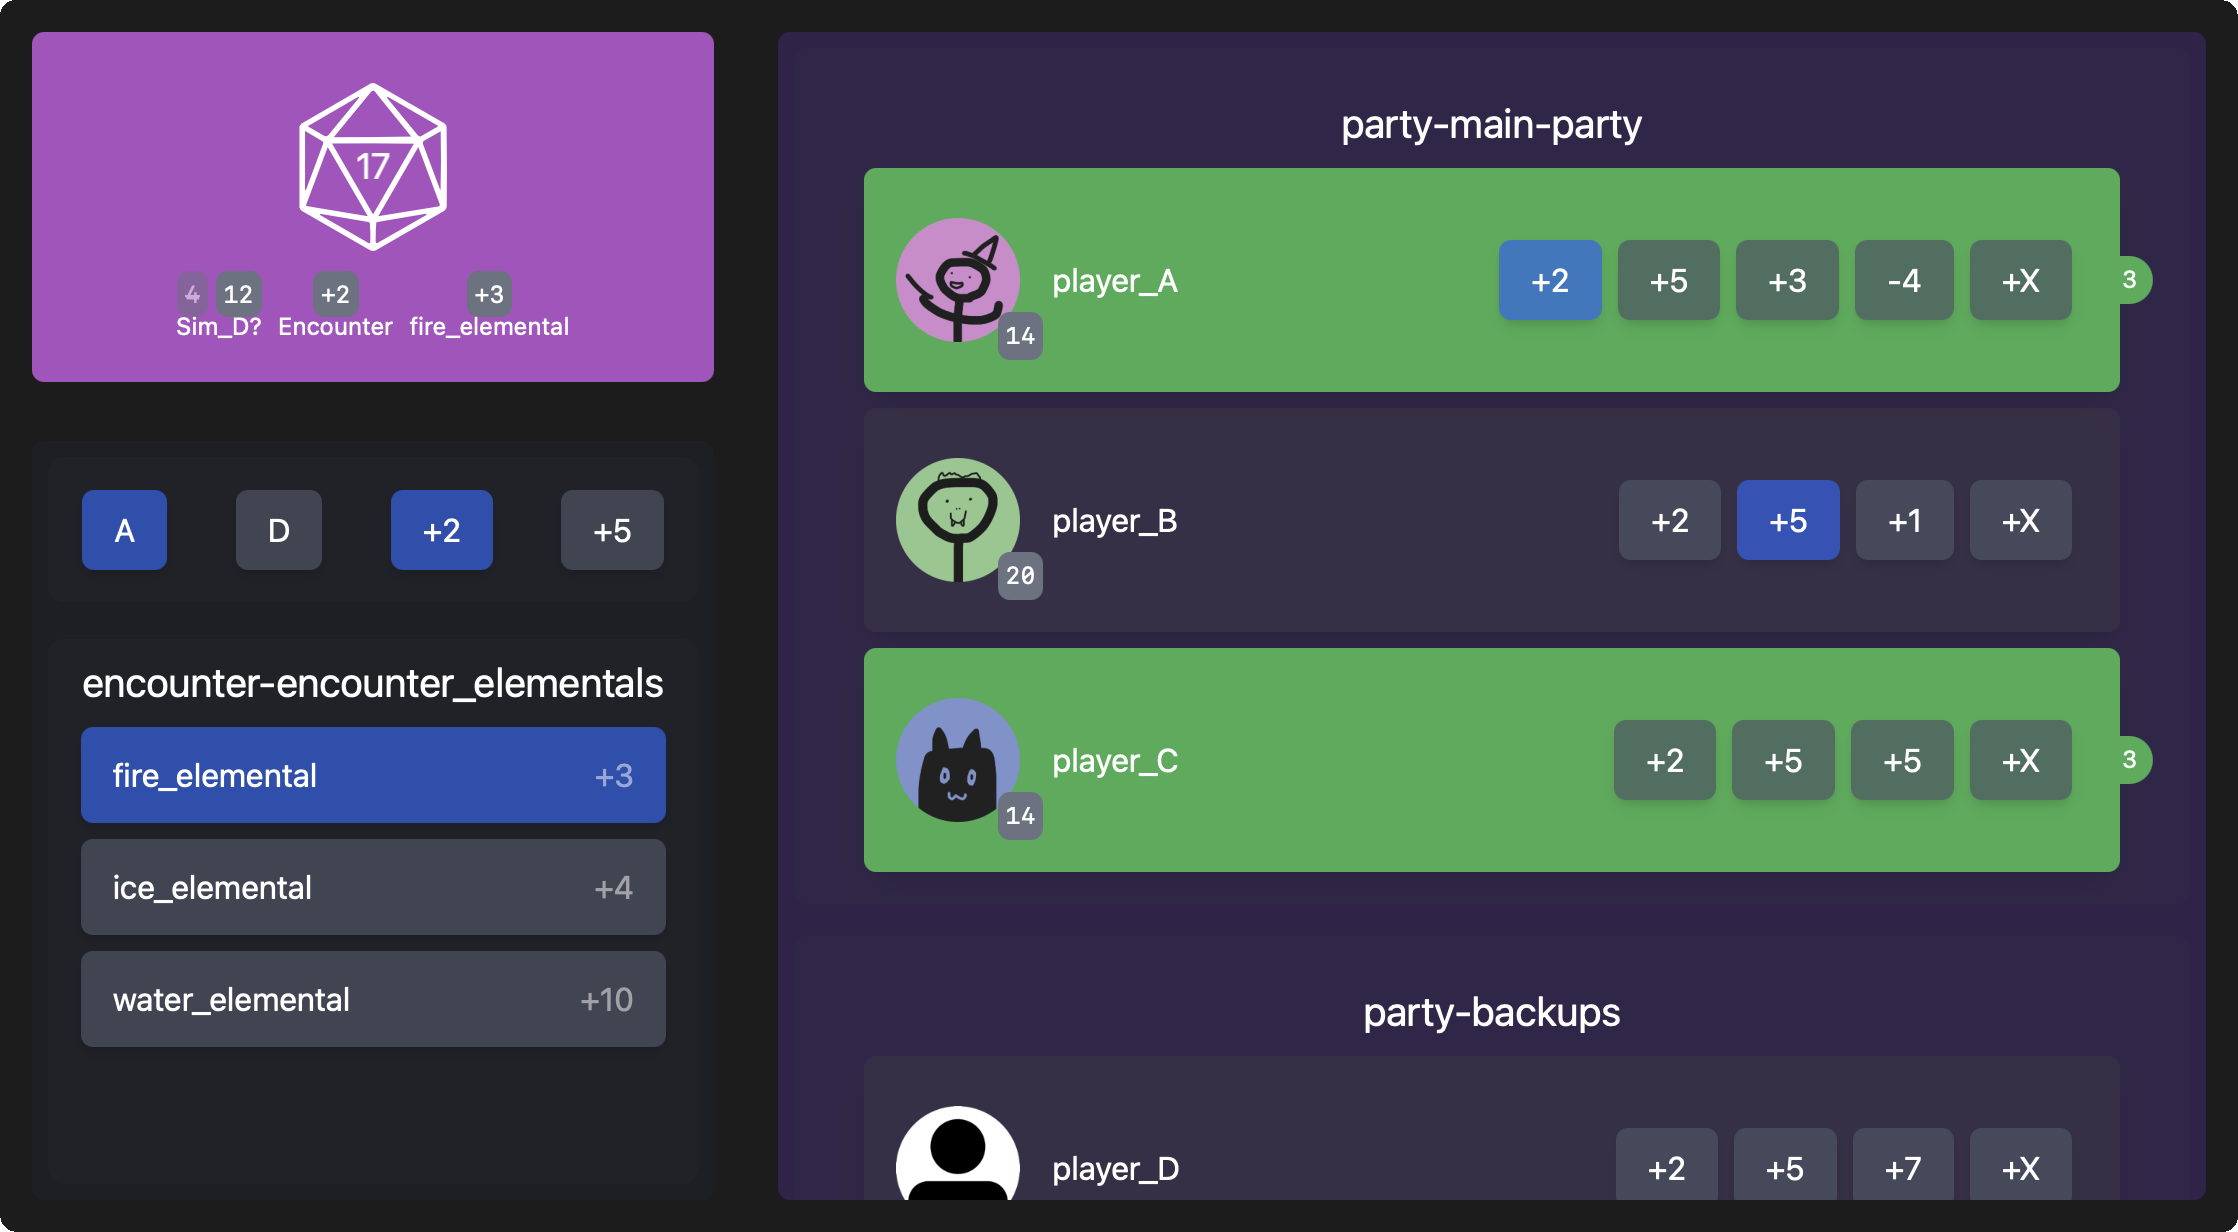 17
4 12 +2 +3
Sim_D? Encounter fire_elemental
A D +2 +5
encounter-encounter_elementals
fire_elemental +3
ice_elemental +4
water_elemental +10
party-main-party
player_A +2 +5 +3 -4 +X 3
14
player_B +2 +5 +1 +X
20
player_C +2 +5 +5 +X 3
14
party-backups
player_D +2 +5 +7 +X